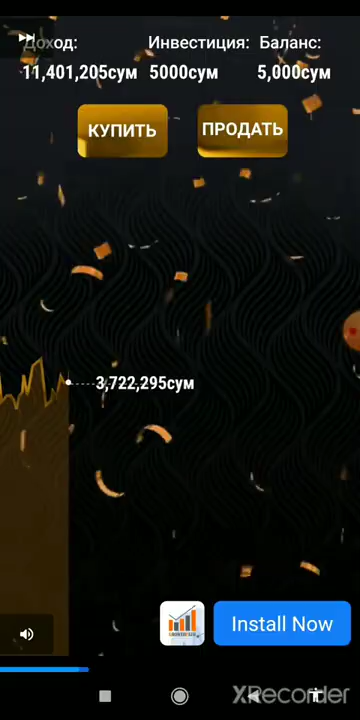 Доход: Инвестиция: Баланс:
11,401,205сум 5000сум 5,000сум
КУПИТЬ ПРОДАТЬ
3,722,295сум
Install Now
XRecorder